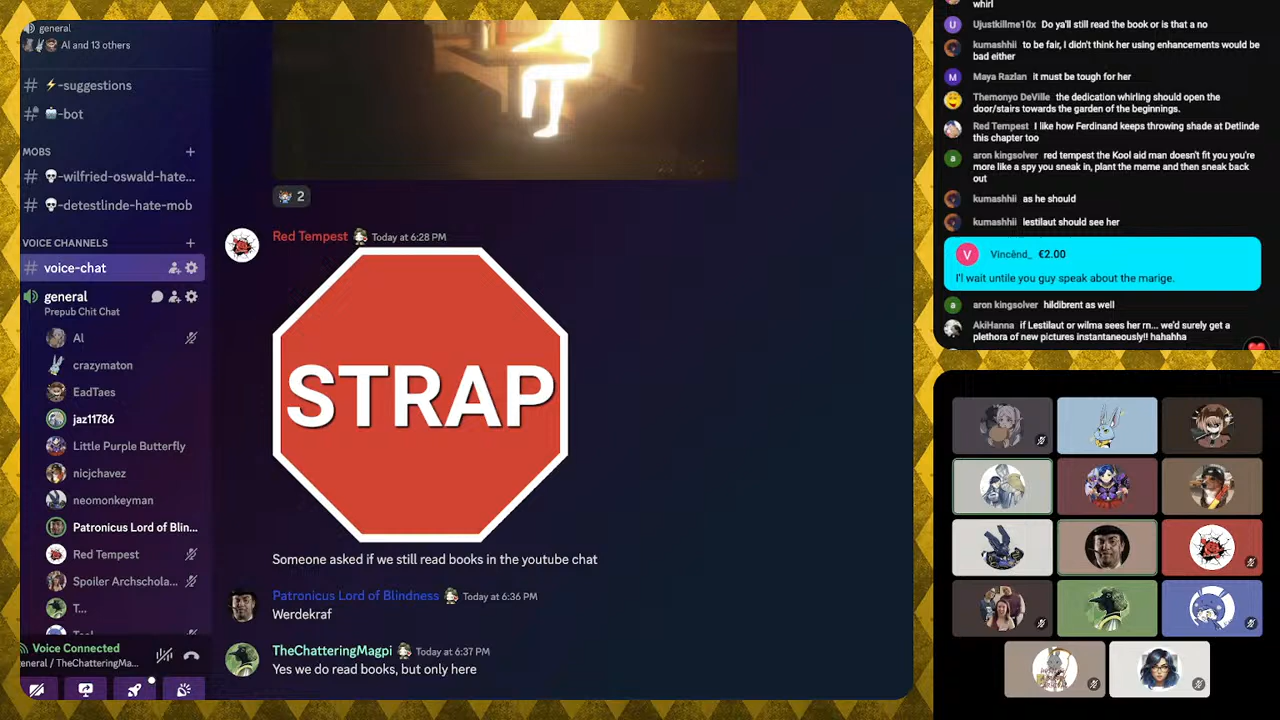 general
Al and 13 others
⚡-suggestions
-bot
MOBS
-wilfried-oswald-hate...
-detestlinde-hate-mob
VOICE CHANNELS
voice-chat
general
Prepub Chit Chat
Al
crazymaton
EadTaes
jaz11786
Little Purple Butterfly
nicjchavez
neomonkeyman
Patronicus Lord of Blin...
Red Tempest
Spoiler Archschola...
T...
Voice Connected
eneral / TheChatteringMa...
2
Red Tempest Today at 6:28 PM
STRAP
Someone asked if we still read books in the youtube chat
Patronicus Lord of Blindness Today at 6:36 PM
Werdekraf
TheChatteringMagpi Today at 6:37 PM
Yes we do read books, but only here
whirl
U Ujustkillme10x Do ya'll still read the book or is that a no
kumashhii to be fair, I didn't think her using enhancements would be
bad either
M Maya Razlan it must be tough for her
Themonyo DeVille the dedication whirling should open the
door/stairs towards the garden of the beginnings.
Red Tempest I like how Ferdinand keeps throwing shade at Detlinde
this chapter too
a aron kingsolver red tempest the Kool aid man doesn't fit you you're
more like a spy you sneak in, plant the meme and then sneak back
out
kumashhii as he should
kumashhii lestilaut should see her
V Vincënd_ €2.00
I'l wait untile you guy speak about the marige.
a aron kingsolver hildibrent as well
AkiHanna if Lestilaut or wilma sees her rn... we'd surely get a
plethora of new pictures instantaneously!! hahahha